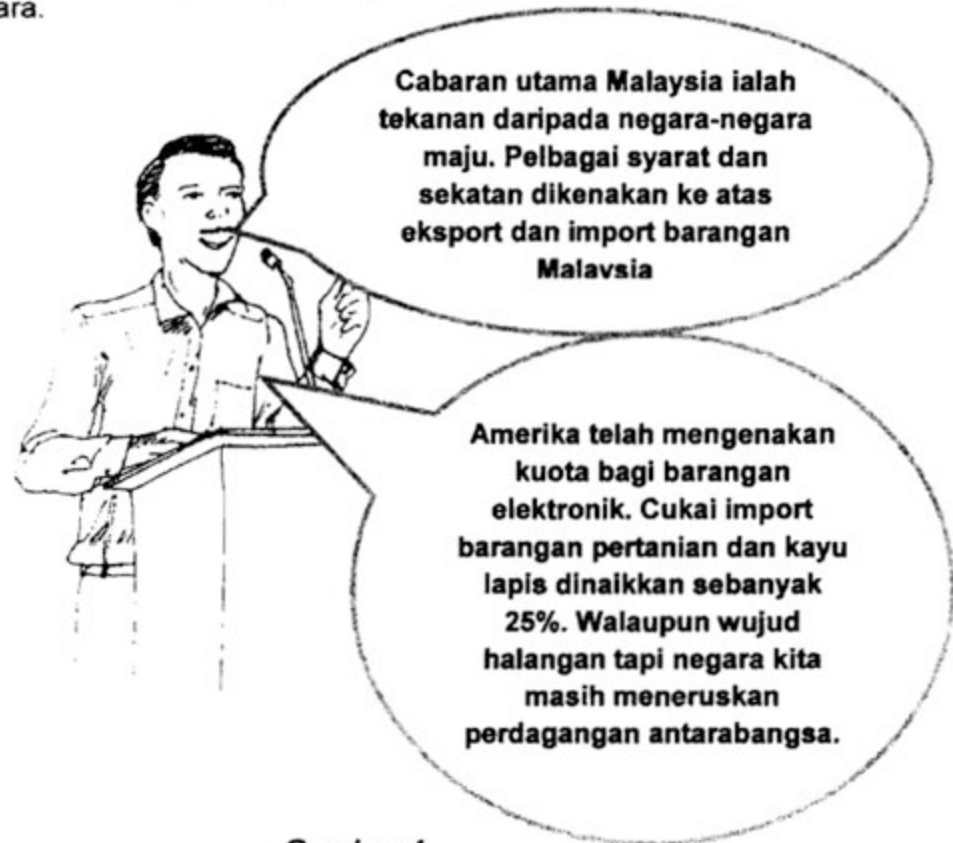 ara.
Cabaran utama Malaysia ialah
tekanan daripada negara-negara
maju. Pelbagai syarat dan
sekatan dikenakan ke atas
eksport dan import barangan
Malaysia
Amerika telah mengenakan
kuota bagi barangan
elektronik. Cukai import
barangan pertanian dan kayu
lapis dinaikkan sebanyak
25%. Walaupun wujud
halangan tapi negara kita
masih meneruskan
perdagangan antarabangsa.